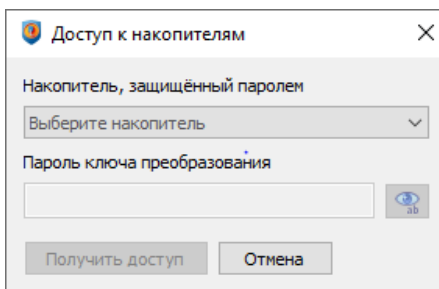 Доступ к накопителям
Накопитель, защищённый паролем
Выберите накопитель
Пароль ключа преобразования
ab
Получить доступ Отмена